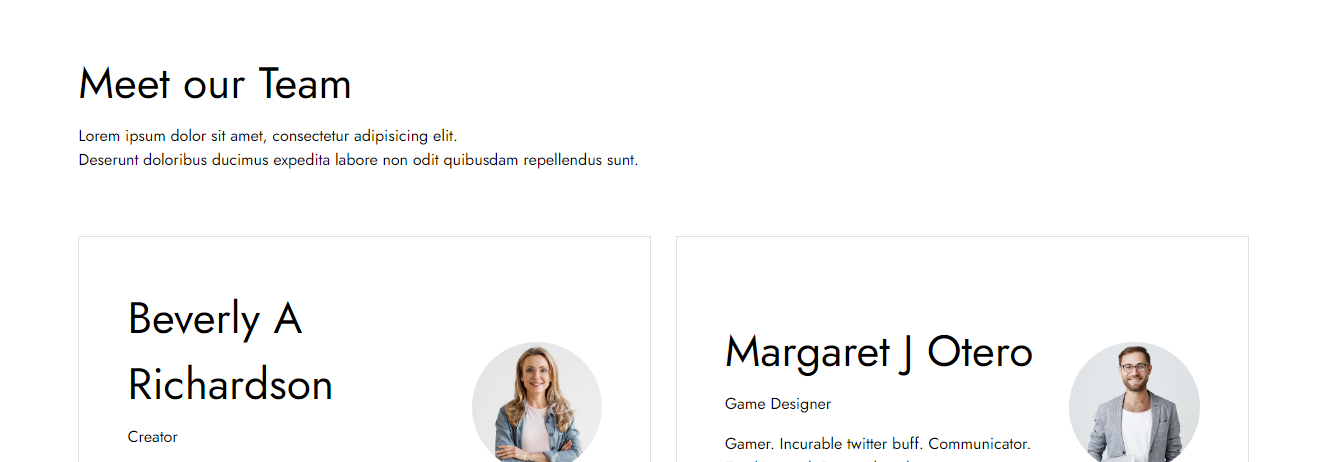 Meet our Team
Lorem ipsum dolor sit amet, consectetur adipisicing elit.
Deserunt doloribus ducimus expedita labore non odit quibusdam repellendus sunt.
Beverly A
Richardson
Creator
Margaret J Otero
Game Designer
Gamer. Incurable twitter buff. Communicator.